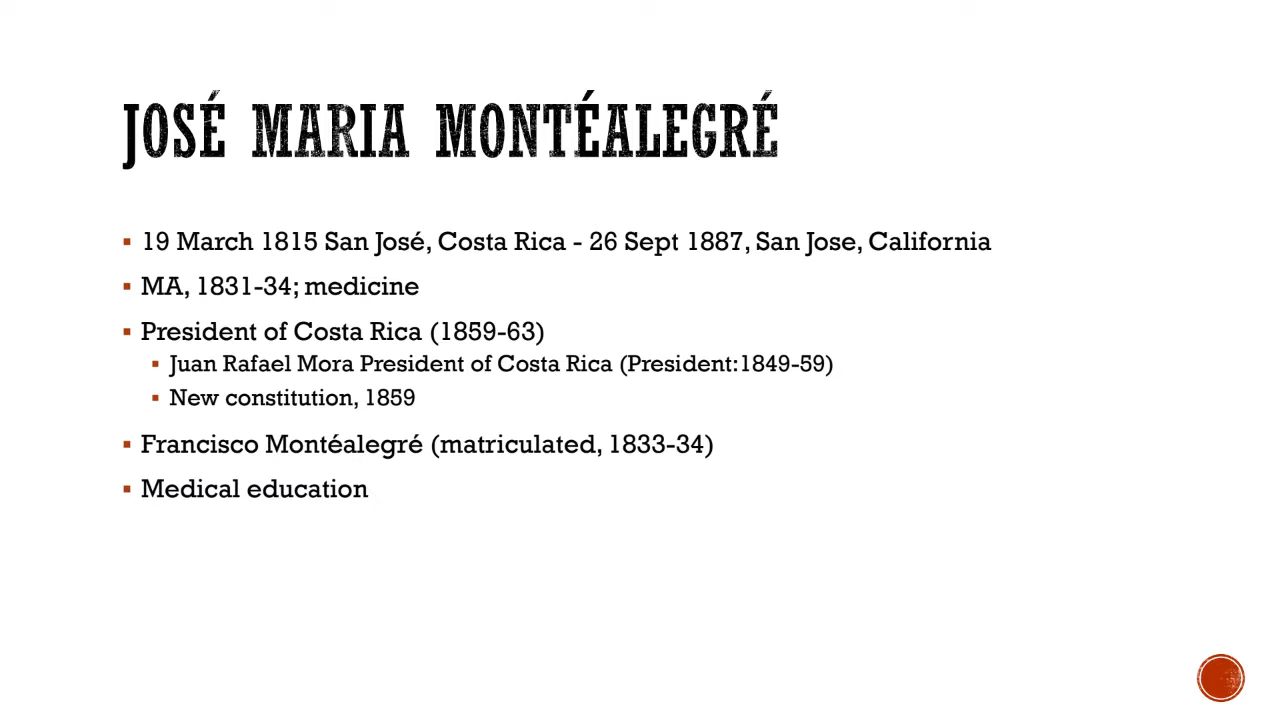 JOSÉ MARIA MONTÉALEGRÉ
▪ 19 March 1815 San José, Costa Rica - 26 Sept 1887, San Jose, California
▪ MA, 1831-34; medicine
▪ President of Costa Rica (1859-63)
▪ Juan Rafael Mora President of Costa Rica (President:1849-59)
▪ New constitution, 1859
▪ Francisco Montéalegré (matriculated, 1833-34)
▪ Medical education